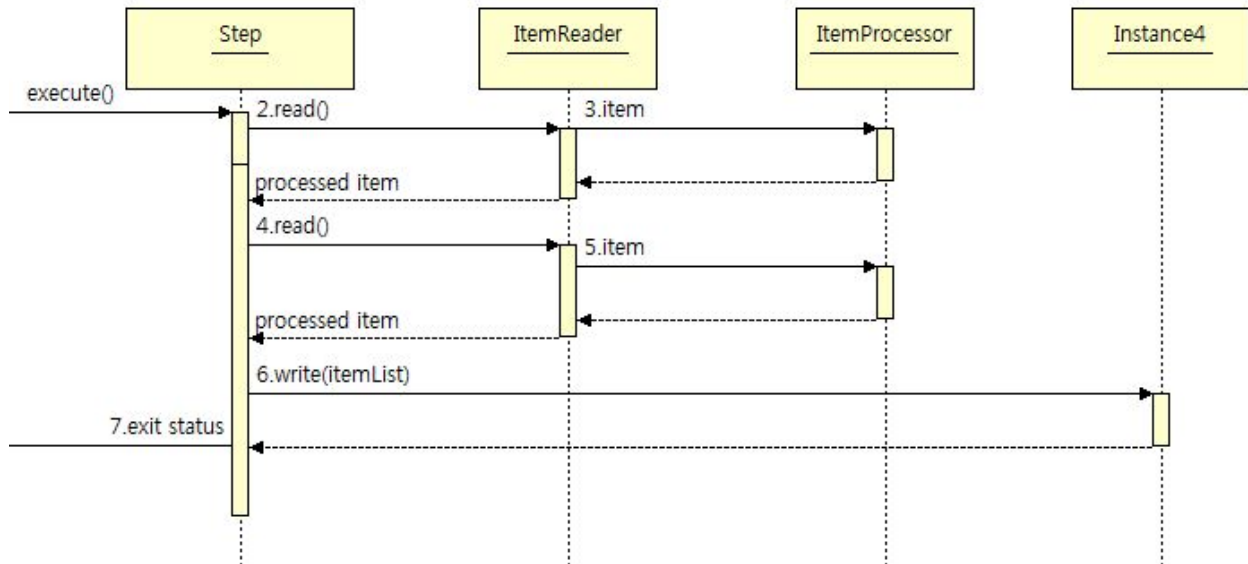 Step
ItemReader
ItemProcessor
Instance4
execute()
2.read()
3.item
processed item
4.read()
5.item
processed item
6.write(itemList)
7.exit status